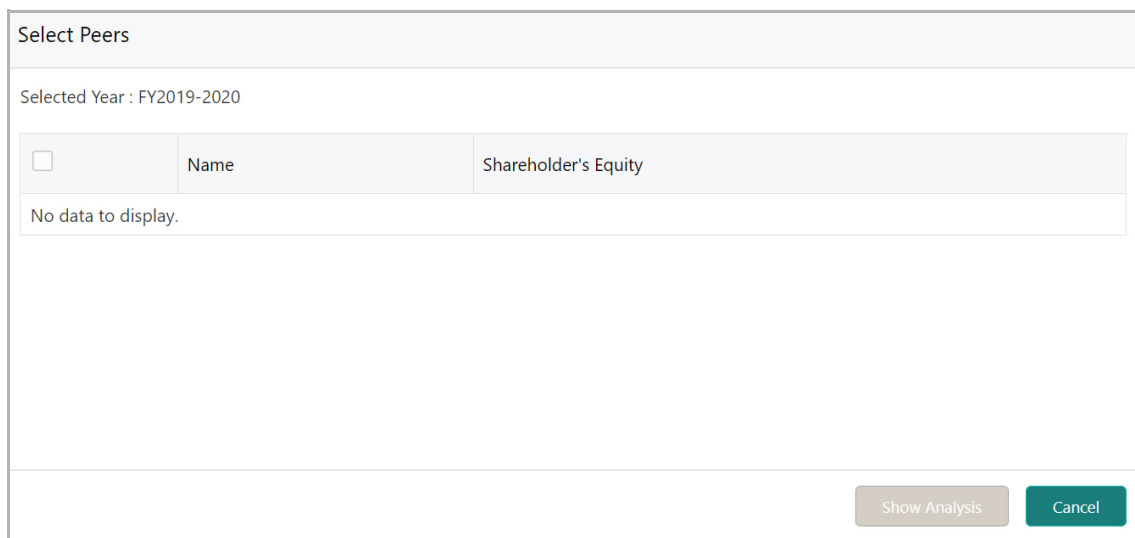 Select Peers
Selected Year : FY2019-2020
Name Shareholder's Equity
No data to display.
Show Analysis Cancel